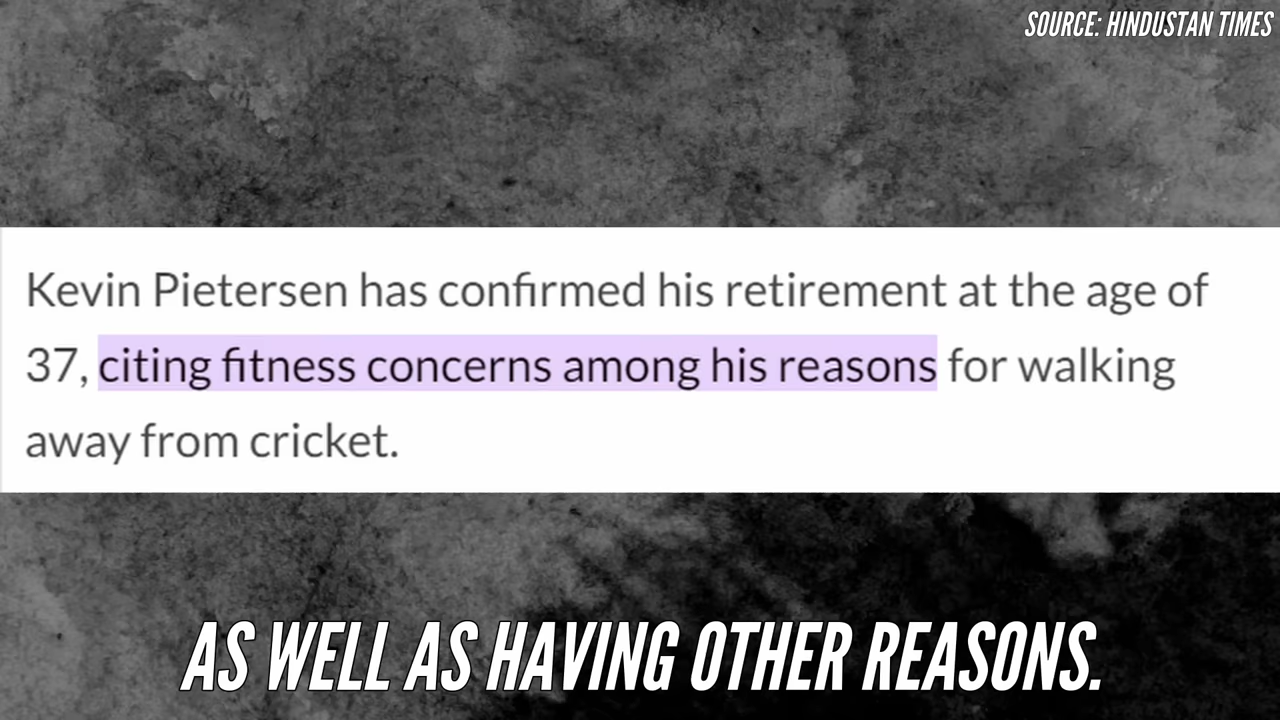 SOURCE: HINDUSTAN TIMES
Kevin Pietersen has confirmed his retirement at the age of
37, citing fitness concerns among his reasons for walking
away from cricket.
AS WELL AS HAVING OTHER REASONS.